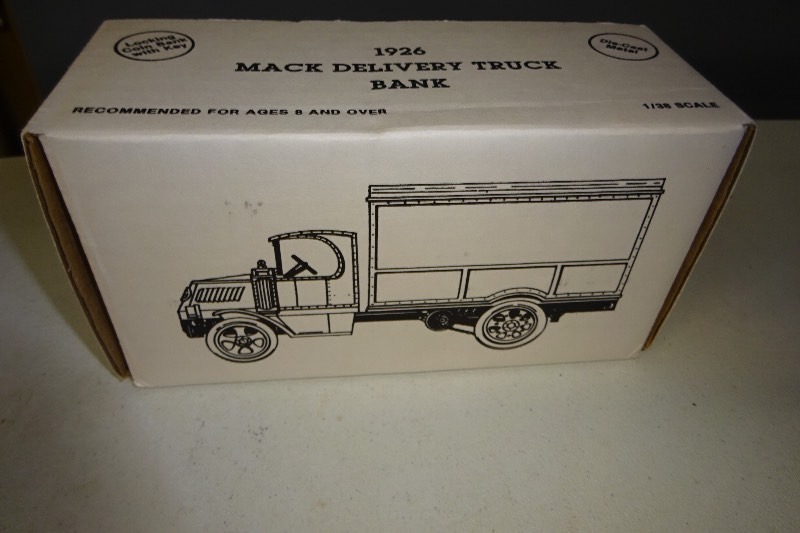 Locking
Coin Bank
with Key
1926
MACK DELIVERY TRUCK
BANK
Die-Cast
Metal
RECOMMENDED FOR AGES 8 AND OVER
1/38 SCALE